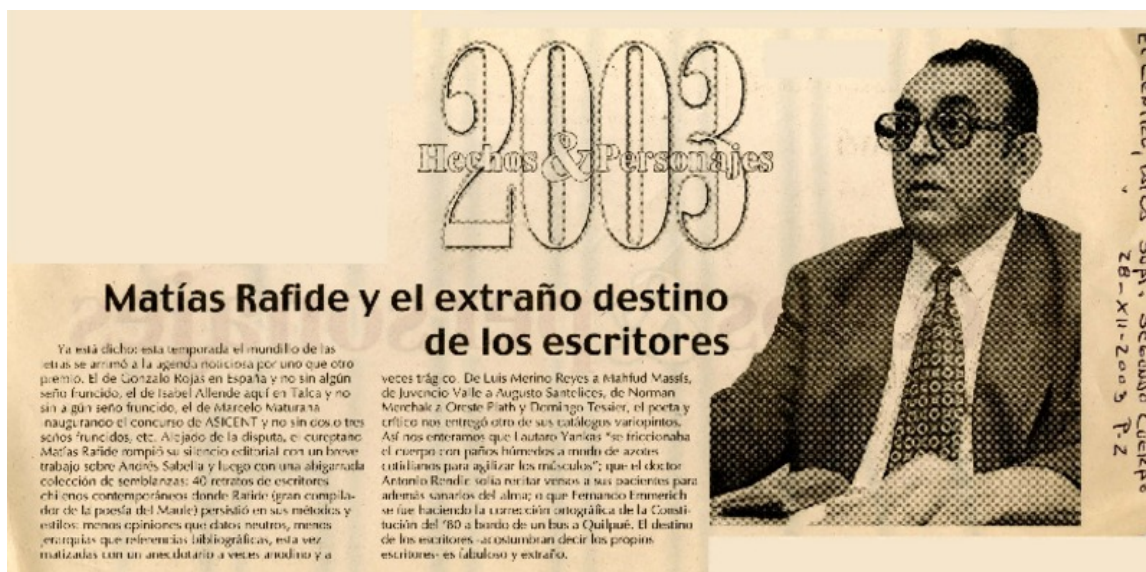 2003
Hechos & Personajes
Matías Rafide y el extraño destino
de los escritores
Ya está dicho: esta temporada el mundillo de las
letras se arrimó a la agenda noticiosa por uno que otro
premio. El de Gonzalo Rojas en España y no sin algún
seño fruncido, el de Isabel Allende aquí en Talca y no
sin algún seño fruncido, el de Marcelo Maturana
inaugurando el concurso de ASICENT y no sin dos o tres
seños fruncidos, etc. Alejado de la disputa, el cureptano
Matías Rafide rompió su silencio editorial con un breve
trabajo sobre Andrés Sabella y luego con una abigarrada
colección de semblanzas: 40 retratos de escritores
chilenos contemporáneos donde Rafide (gran compila-
dor de la poesía del Maule) persistió en sus métodos y
estilos: menos opiniones que datos neutros, menos
jerarquías que referencias bibliográficas, esta vez
matizadas con un anecdotario a veces anodino y a
veces trágico. De Luis Merino Reyes a Mahfud Massís,
de Juvencio Valle a Augusto Santelices, de Norman
Merchak a Oreste Plath y Domingo Tessier, el poeta y
crítico nos entregó otro de sus catálogos variopintos.
Así nos enteramos que Lautaro Yankas "se friccionaba
el cuerpo con paños húmedos a modo de azotes
cotidianos para agilizar los músculos"; que el doctor
Antonio Rendic solía recitar versos a sus pacientes para
además sanarlos del alma; o que Fernando Emmerich
se fue haciendo la corrección ortográfica de la Consti-
tución del '80 a bordo de un bus a Quilpué. El destino
de los escritores -acostumbran decir los propios
escritores- es fabuloso y extraño.
28-XII-2003 P-2